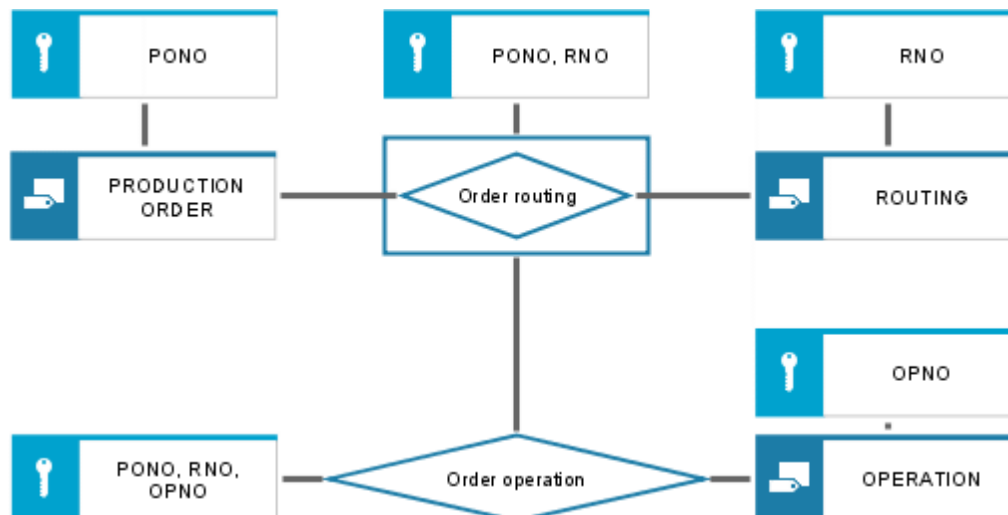 PONO
PONO, RNO
RNO
PRODUCTION
ORDER
Order routing
ROUTING
OPNO
PONO, RNO,
OPNO
Order operation
OPERATION